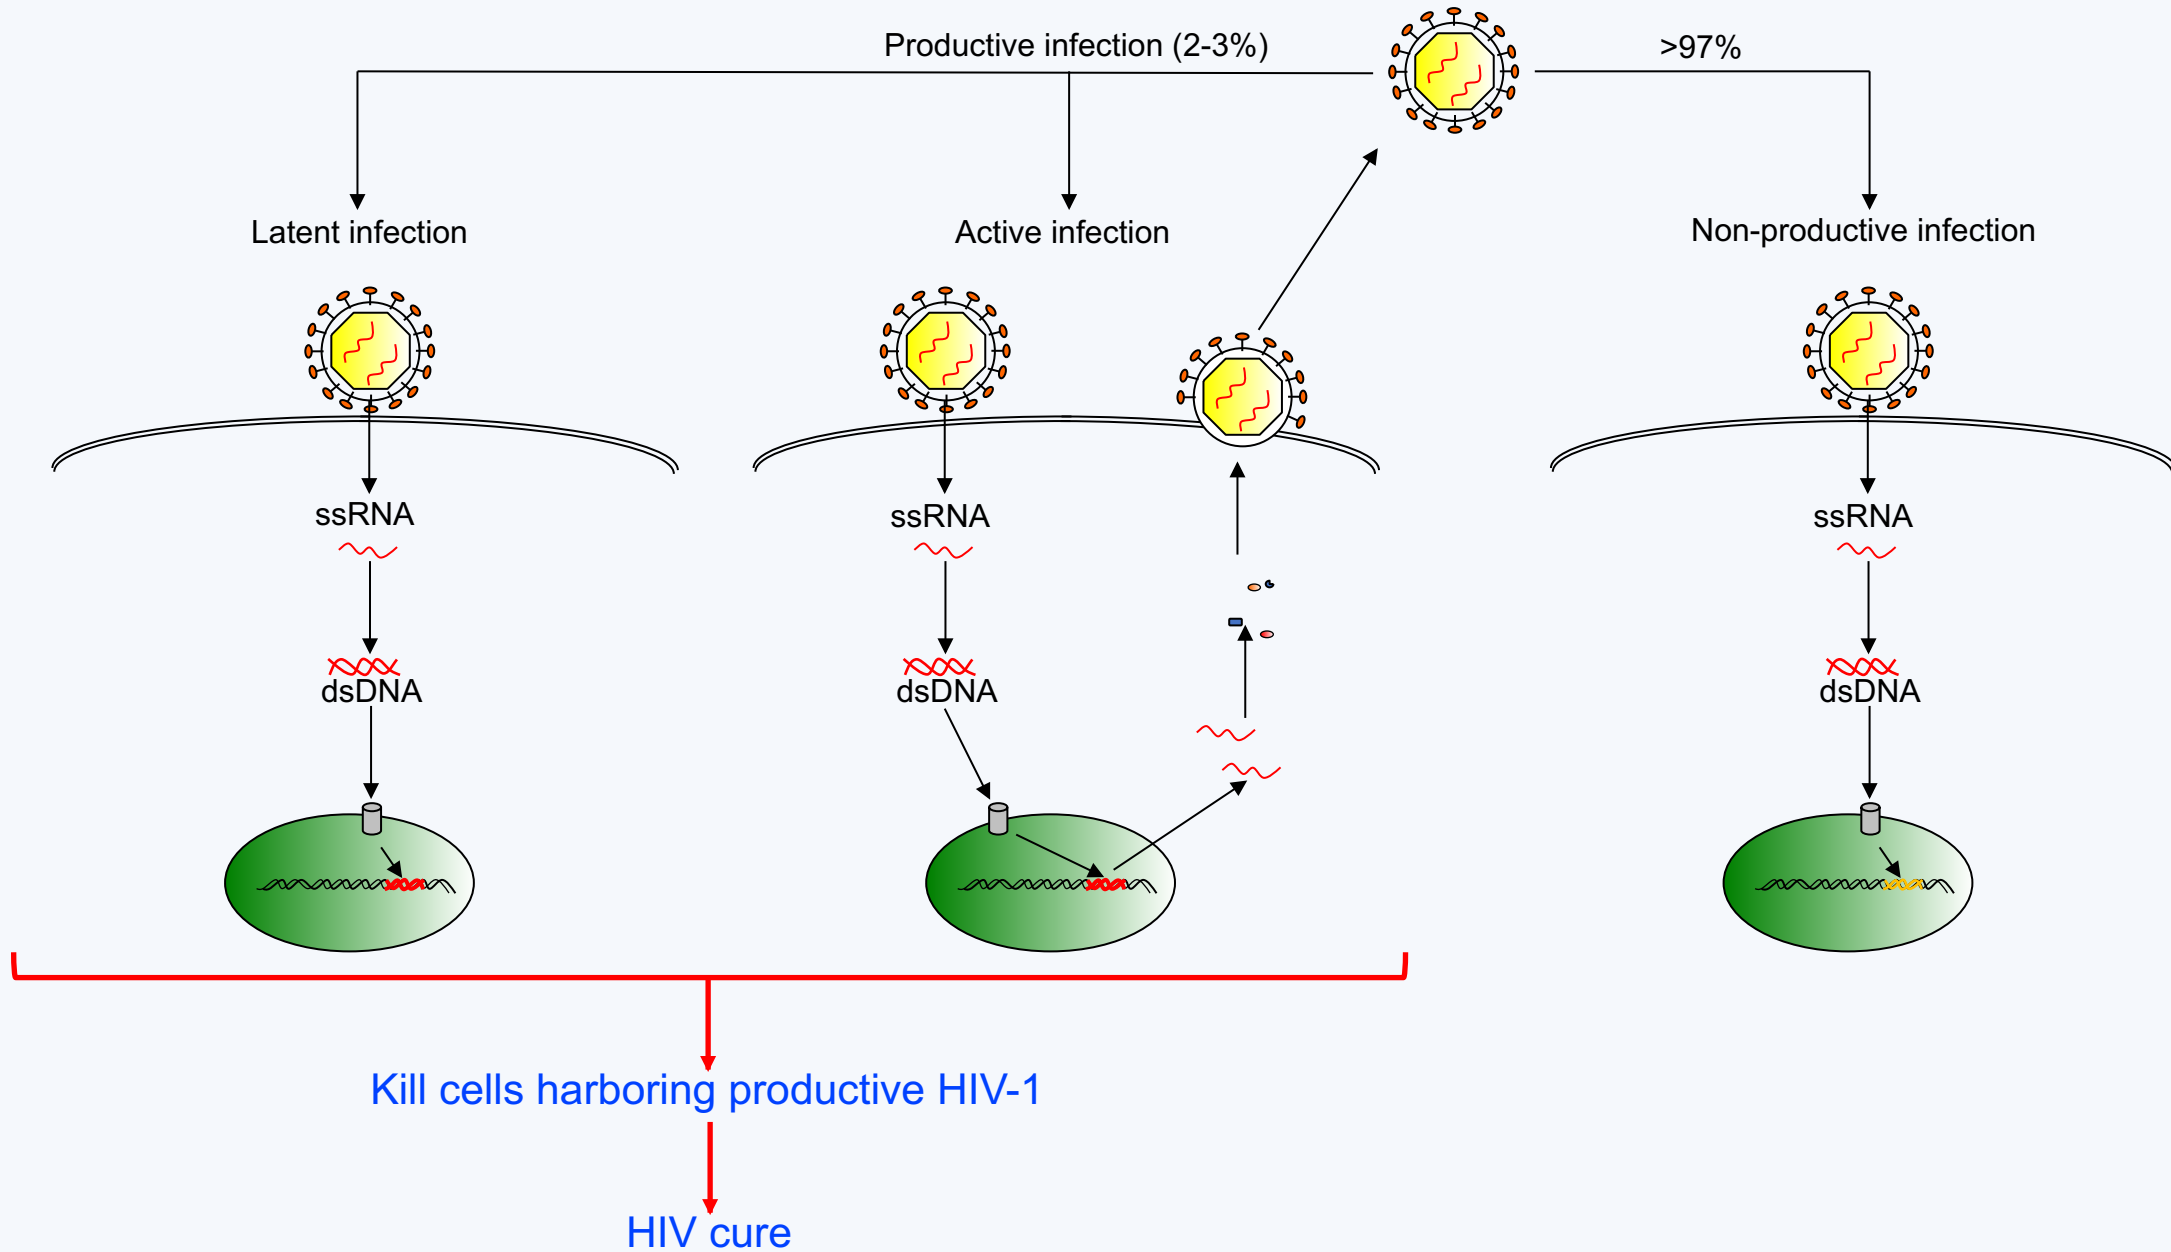 Productive infection (2-3%)
>97%
Latent infection
Active infection
Non-productive infection
ssRNA
ssRNA
ssRNA
dsDNA
dsDNA
dsDNA
Kill cells harboring productive HIV-1
HIV cure